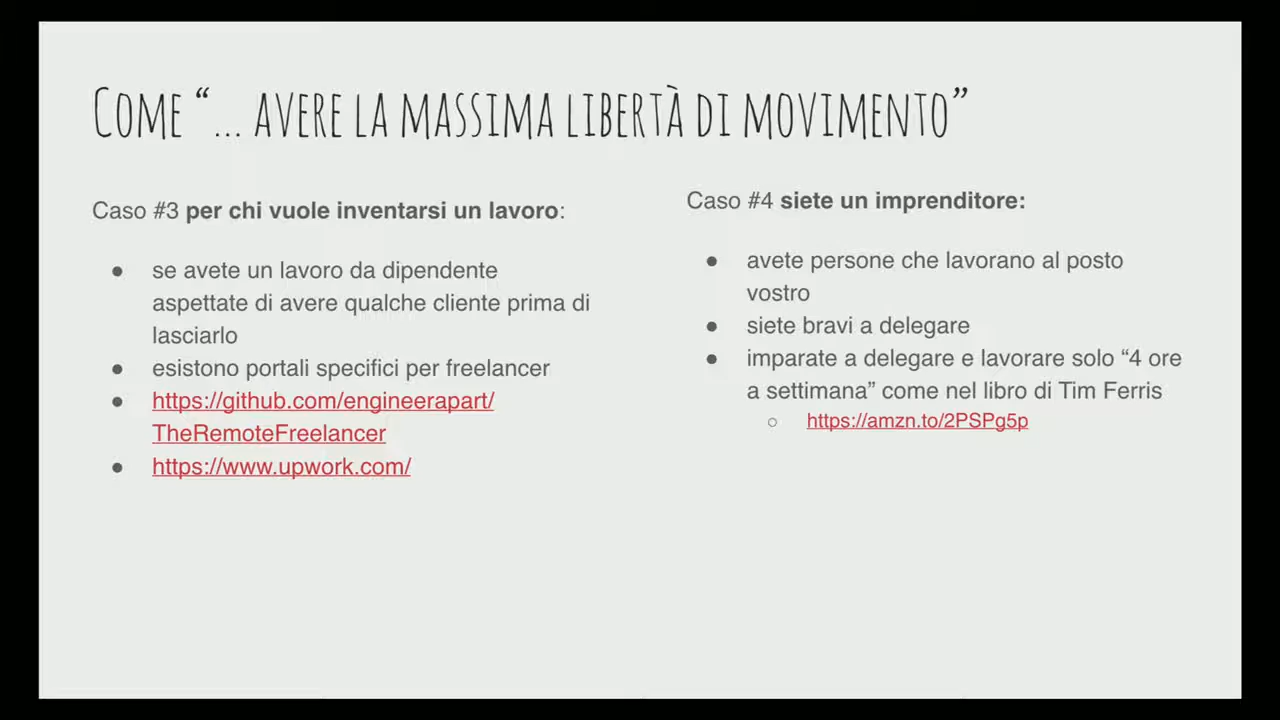 COME “... AVERE LA MASSIMA LIBERTÀ DI MOVIMENTO”
Caso #3 per chi vuole inventarsi un lavoro:
● se avete un lavoro da dipendente
aspettate di avere qualche cliente prima di
lasciarlo
● esistono portali specifici per freelancer
● https://github.com/engineerapart/
TheRemoteFreelancer
● https://www.upwork.com/
Caso #4 siete un imprenditore:
● avete persone che lavorano al posto
vostro
● siete bravi a delegare
● imparate a delegare e lavorare solo “4 ore
a settimana” come nel libro di Tim Ferris
○ https://amzn.to/2PSPg5p